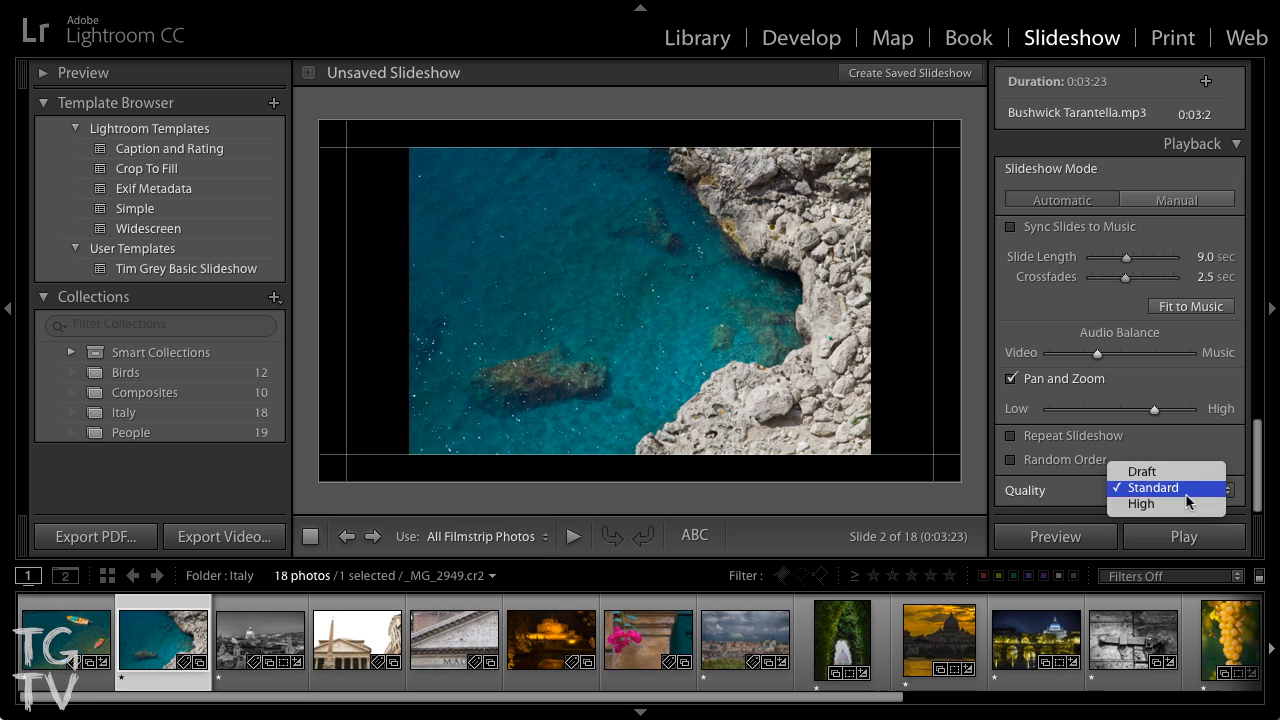 Lr
Adobe
Lightroom CC
Library | Develop | Map | Book | Slideshow | Print | Web
Preview
Template Browser
Lightroom Templates
Caption and Rating
Crop To Fill
Exif Metadata
Simple
Widescreen
User Templates
Tim Grey Basic Slideshow
Collections
Filter Collections
Smart Collections
Birds 12
Composites 10
Italy 18
People 19
Export PDF...
Export Video...
Unsaved Slideshow
Create Saved Slideshow
Use: All Filmstrip Photos
ABC
Slide 2 of 18 (0:03:23)
Duration: 0:03:23
Bushwick Tarantella.mp3 0:03:2
Playback
Slideshow Mode
Automatic Manual
Sync Slides to Music
Slide Length 9.0 sec
Crossfades 2.5 sec
Fit to Music
Audio Balance
Video Music
Pan and Zoom
Low High
Repeat Slideshow
Random Order
Quality
Draft
✓ Standard
High
Preview
Play
1 2
Folder : Italy
18 photos / 1 selected / _MG_2949.cr2
Filter :
≥
Filters Off
TG
TV